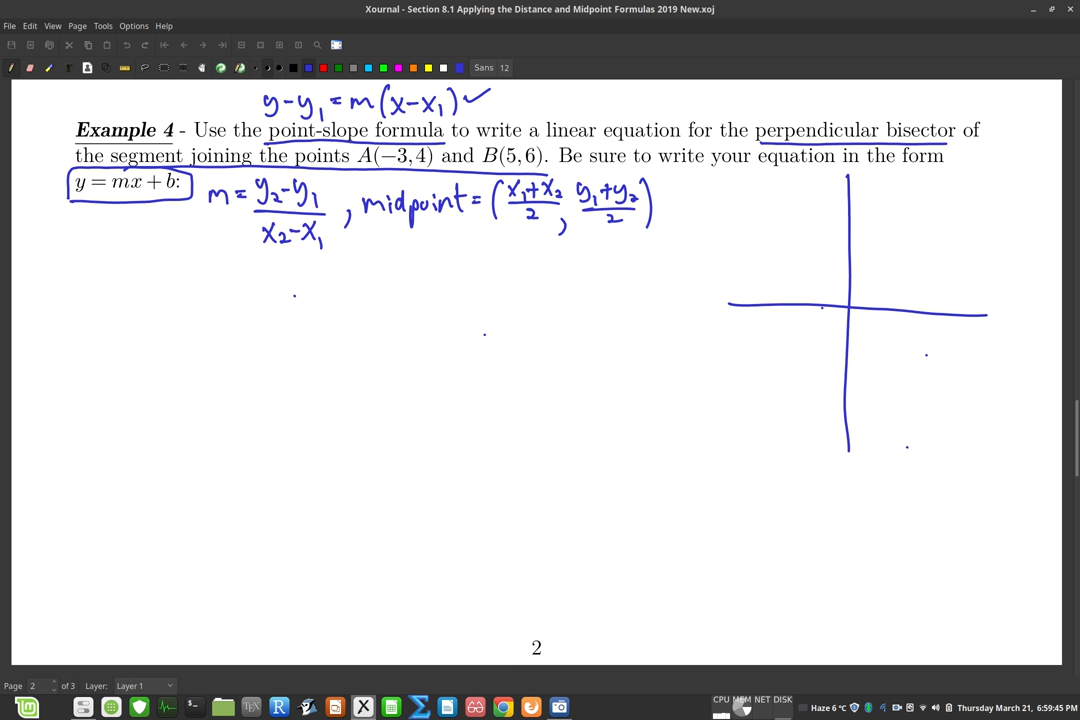 Xournal - Section 8.1 Applying the Distance and Midpoint Formulas 2019 New.xoj
File Edit View Page Tools Options Help
Sans 12
y-y₁=m(x-x₁)✓
Example 4 - Use the point-slope formula to write a linear equation for the perpendicular bisector of
the segment joining the points A(−3, 4) and B(5, 6). Be sure to write your equation in the form
y = mx + b:
m = (y₂-y₁)/(x₂-x₁), midpoint = ((x₁+x₂)/2, (y₁+y₂)/2)
2
Page 2 of 3 Layer: Layer 1
CPU MEM NET DISK
Haze 6 °C Thursday March 21, 6:59:45 PM